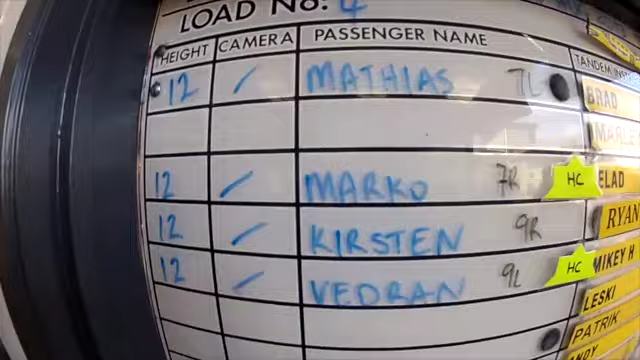 LOAD No: 4
HEIGHT CAMERA PASSENGER NAME TANDEM
12 / MATHIAS 7L BRAD
12 / MARKO 7R HC ELAD
12 / KIRSTEN 9R RYAN
12 / VEDRAN 9L HC MIKEY H
LESKI
PATRIK